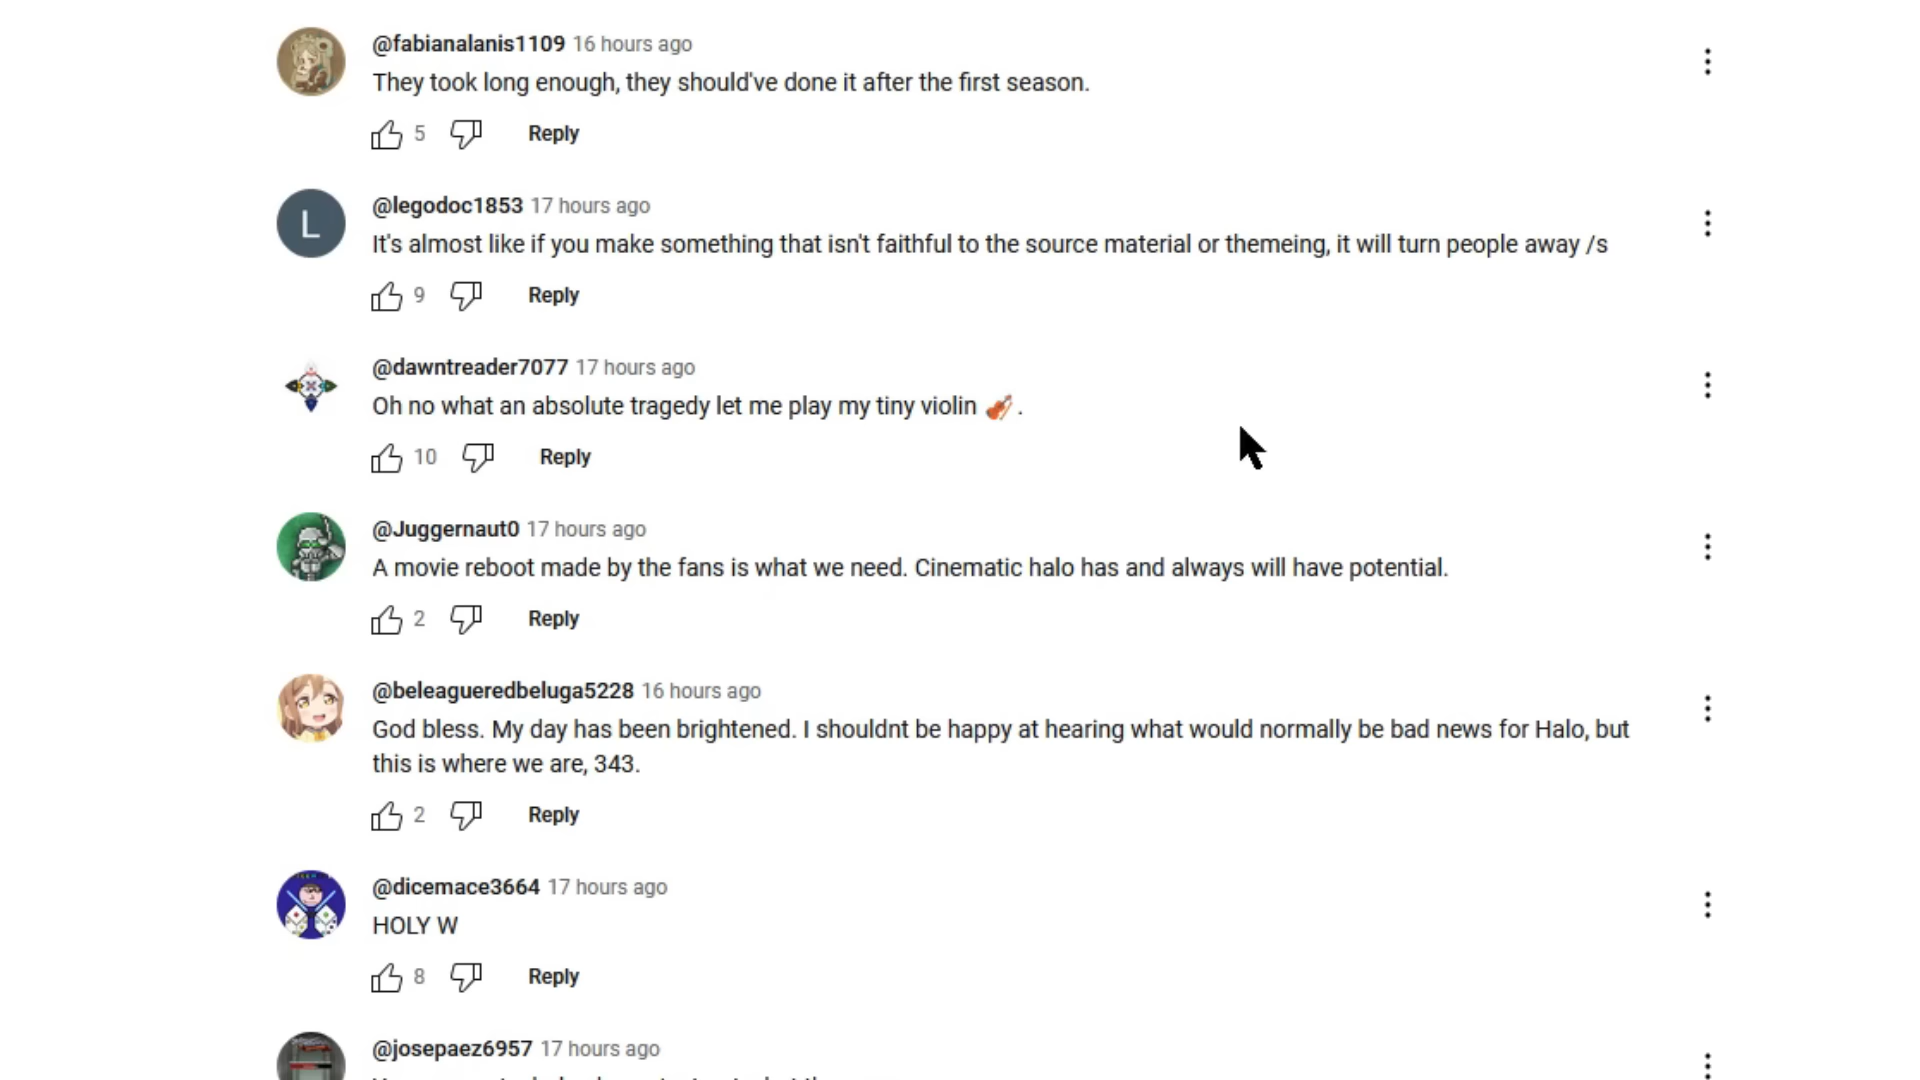 @fabianalanis1109 16 hours ago
They took long enough, they should've done it after the first season.
5 Reply
L
@legodoc1853 17 hours ago
It's almost like if you make something that isn't faithful to the source material or themeing, it will turn people away /s
9 Reply
@dawntreader7077 17 hours ago
Oh no what an absolute tragedy let me play my tiny violin 🎻 .
10 Reply
@Juggernaut0 17 hours ago
A movie reboot made by the fans is what we need. Cinematic halo has and always will have potential.
2 Reply
@beleagueredbeluga5228 16 hours ago
God bless. My day has been brightened. I shouldnt be happy at hearing what would normally be bad news for Halo, but
this is where we are, 343.
2 Reply
@dicemace3664 17 hours ago
HOLY W
8 Reply
@josepaez6957 17 hours ago